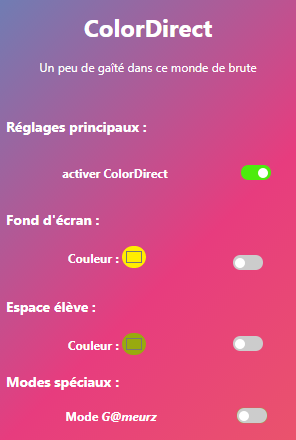 ColorDirect
Un peu de gaîté dans ce monde de brute
Réglages principaux :
activer ColorDirect
Fond d'écran :
Couleur :
Espace élève :
Couleur :
Modes spéciaux :
Mode G@meurz